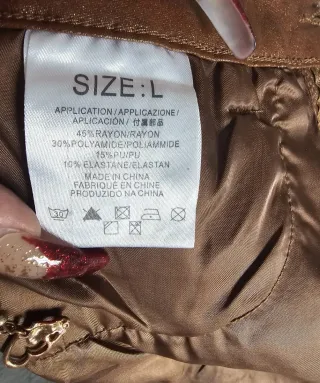 SIZE:L
APPLICATION/APPLICAZIONE/
APLICACIÓN/ 付属部品
45%RAYON/RAYON
30%POLYAMIDE/POLIAMMIDE
15%PU/PU
10%ELASTANE/ELASTAN
MADE IN CHINA
FABRIQUÉ EN CHINE
PRODUZIDO NA CHINA
30